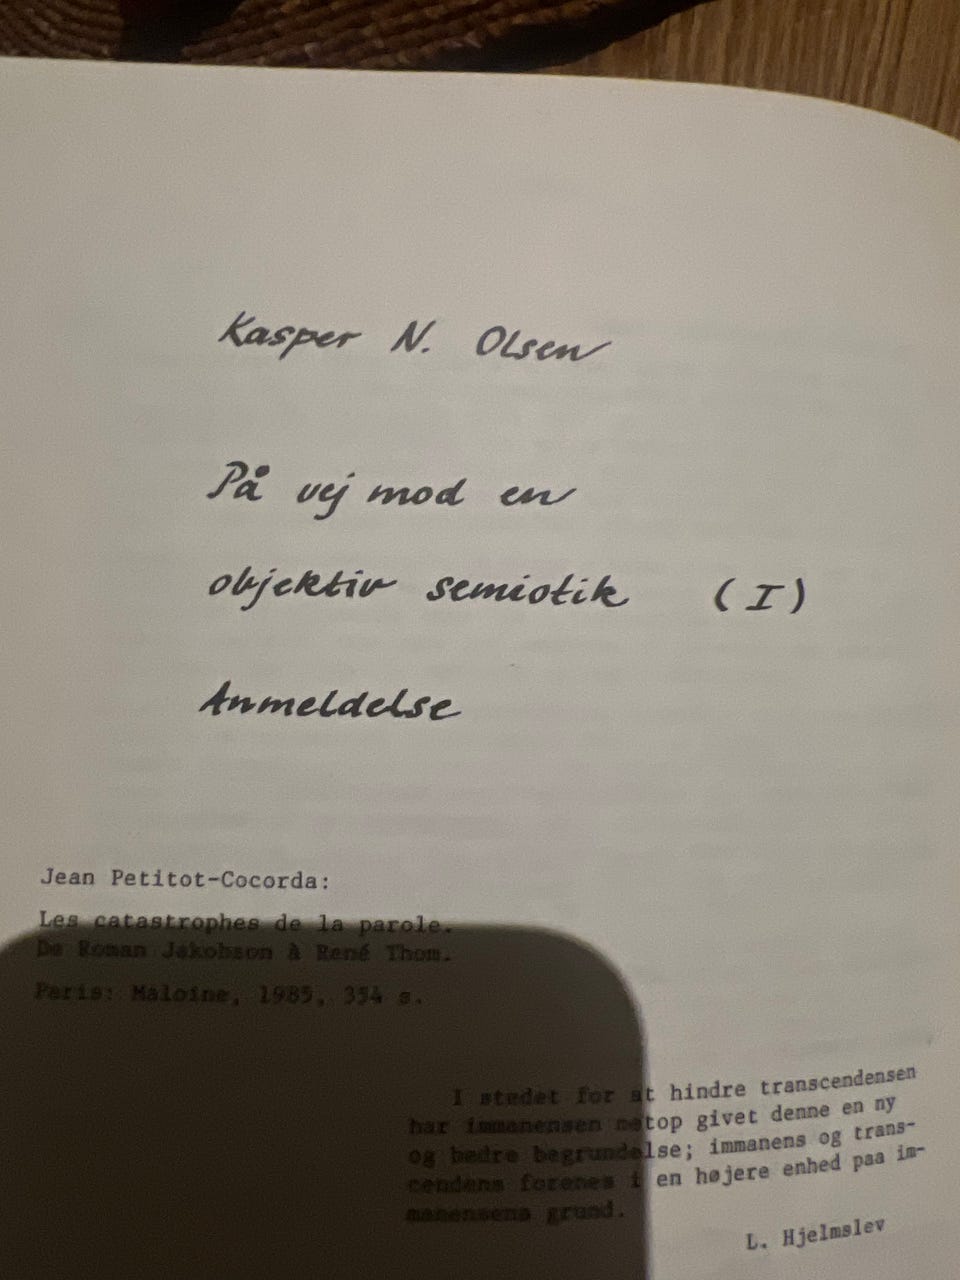 Kasper N. Olsen
På vej mod en
objektiv semiotik (I)
Anmeldelse
Jean Petitot-Cocorda:
Les catastrophes de la parole.
De Roman Jakobson à René Thom.
Paris: Maloine, 1985, 354 s.
I stedet for at hindre transcendensen
har immanensen netop givet denne en ny
og bedre begrundelse; immanens og trans-
cendens forenes i en højere enhed paa im-
manensens grund.
L. Hjelmslev